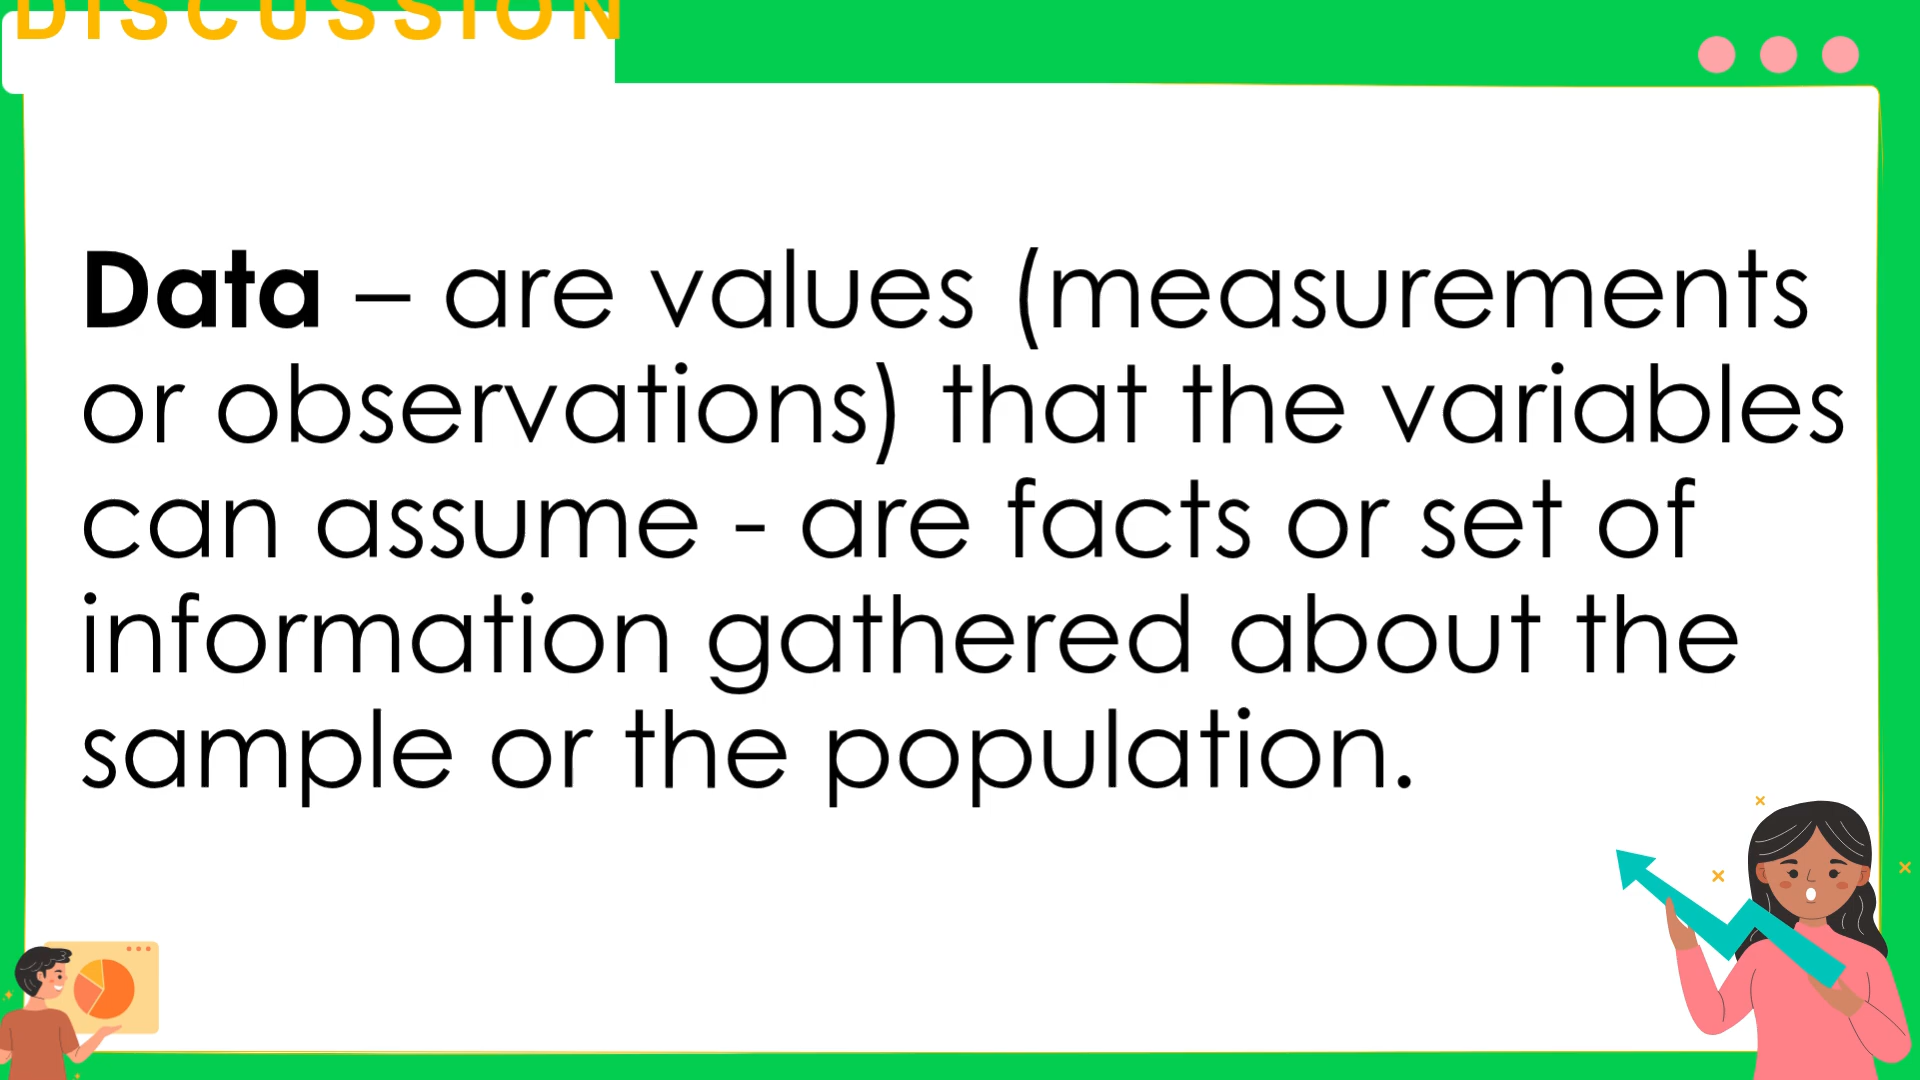 DISCUSSION
Data – are values (measurements
or observations) that the variables
can assume - are facts or set of
information gathered about the
sample or the population.